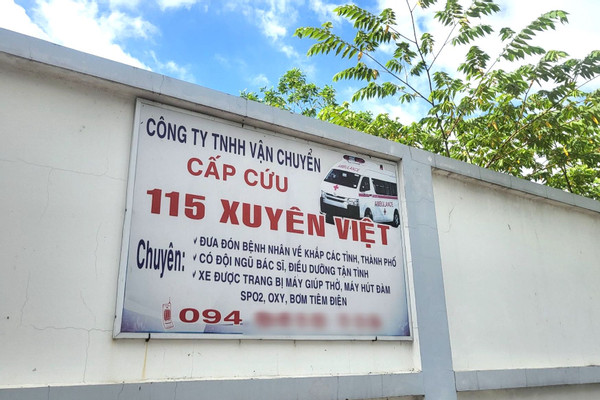 CÔNG TY TNHH VẬN CHUYỂN
CẤP CỨU
115 XUYÊN VIỆT
AMBULANCE
AMBULANCE
Chuyên:
✓ ĐƯA ĐÓN BỆNH NHÂN VỀ KHẮP CÁC TỈNH, THÀNH PHỐ
✓ CÓ ĐỘI NGŨ BÁC SĨ, ĐIỀU DƯỠNG TẬN TÌNH
✓ XE ĐƯỢC TRANG BỊ MÁY GIÚP THỞ, MÁY HÚT ĐÀM
SPO2, OXY, BƠM TIÊM ĐIỆN
094